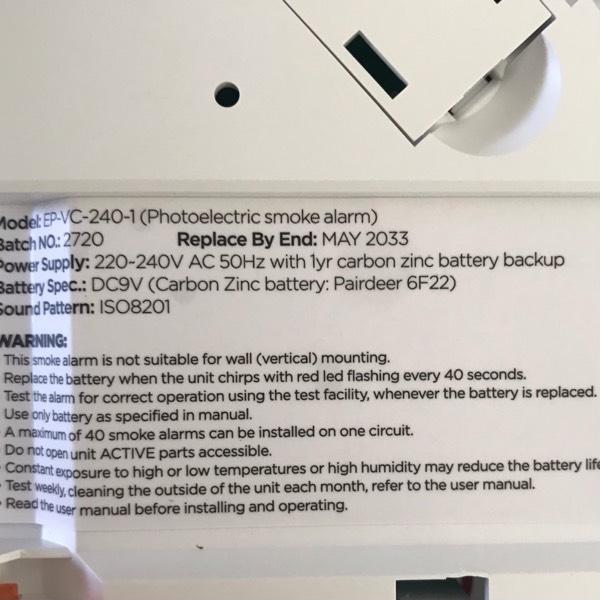 Model: EP-VC-240-1 (Photoelectric smoke alarm)
Batch NO.: 2720 Replace By End: MAY 2033
Power Supply: 220-240V AC 50Hz with 1yr carbon zinc battery backup
Battery Spec.: DC9V (Carbon Zinc battery: Pairdeer 6F22)
Sound Pattern: ISO8201
WARNING:
This smoke alarm is not suitable for wall (vertical) mounting.
Replace the battery when the unit chirps with red led flashing every 40 seconds.
Test the alarm for correct operation using the test facility, whenever the battery is replaced.
Use only battery as specified in manual.
• A maximum of 40 smoke alarms can be installed on one circuit.
• Do not open unit ACTIVE parts accessible.
• Constant exposure to high or low temperatures or high humidity may reduce the battery life
• Test weekly, cleaning the outside of the unit each month, refer to the user manual.
• Read the user manual before installing and operating.